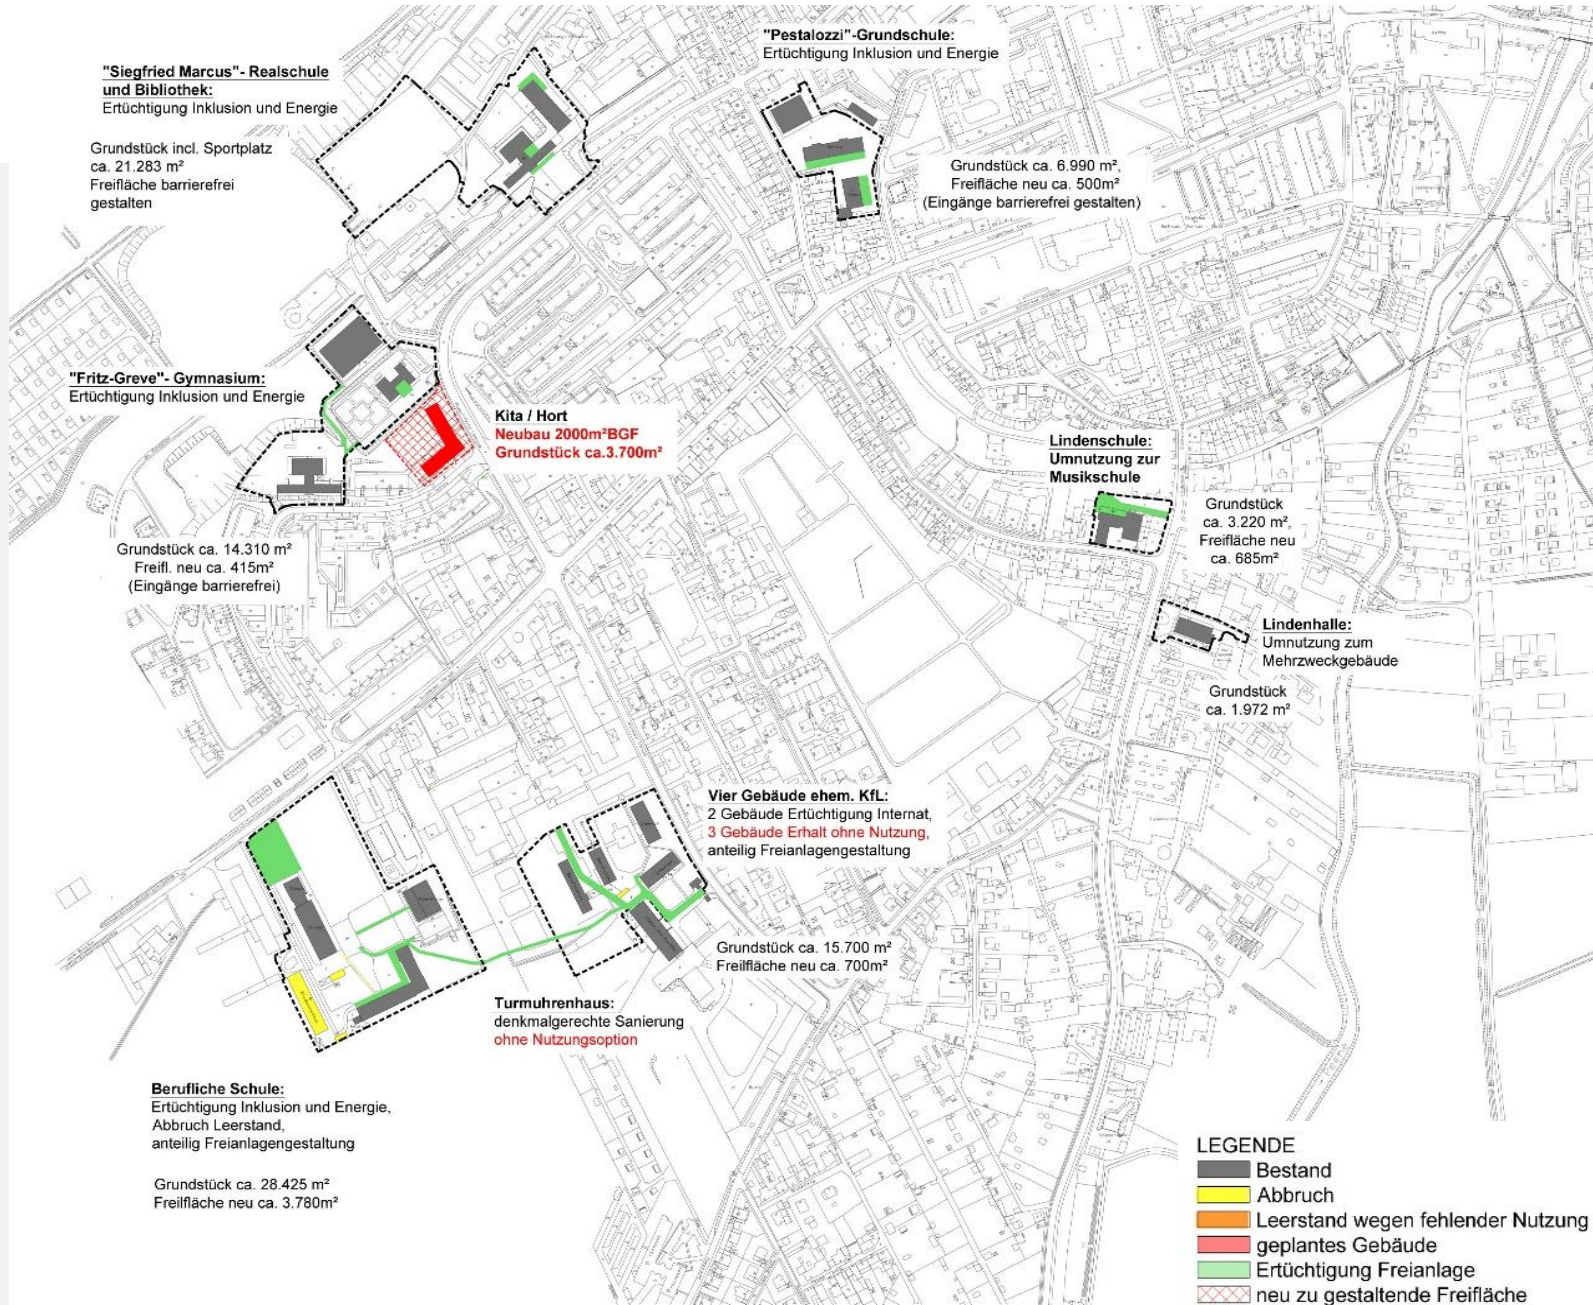 "Siegfried Marcus"- Realschule
und Bibliothek:
Ertüchtigung Inklusion und Energie
Grundstück incl. Sportplatz
ca. 21.283 m²
Freifläche barrierefrei
gestalten
"Pestalozzi"-Grundschule:
Ertüchtigung Inklusion und Energie
Grundstück ca. 6.990 m²,
Freifläche neu ca. 500m²
(Eingänge barrierefrei gestalten)
"Fritz-Greve"- Gymnasium:
Ertüchtigung Inklusion und Energie
Kita / Hort
Neubau 2000m²BGF
Grundstück ca.3.700m²
Grundstück ca. 14.310 m²
Freifl. neu ca. 415m²
(Eingänge barrierefrei)
Lindenschule:
Umnutzung zur
Musikschule
Grundstück
ca. 3.220 m²,
Freifläche neu
ca. 685m²
Lindenhalle:
Umnutzung zum
Mehrzweckgebäude
Grundstück
ca. 1.972 m²
Vier Gebäude ehem. KfL:
2 Gebäude Ertüchtigung Internat,
3 Gebäude Erhalt ohne Nutzung,
anteilig Freianlagengestaltung
Grundstück ca. 15.700 m²
Freilfläche neu ca. 700m²
Turmuhrenhaus:
denkmalgerechte Sanierung
ohne Nutzungsoption
Berufliche Schule:
Ertüchtigung Inklusion und Energie,
Abbruch Leerstand,
anteilig Freianlagengestaltung
Grundstück ca. 28.425 m²
Freilfläche neu ca. 3.780m²
LEGENDE
Bestand
Abbruch
Leerstand wegen fehlender Nutzung
geplantes Gebäude
Ertüchtigung Freianlage
neu zu gestaltende Freifläche